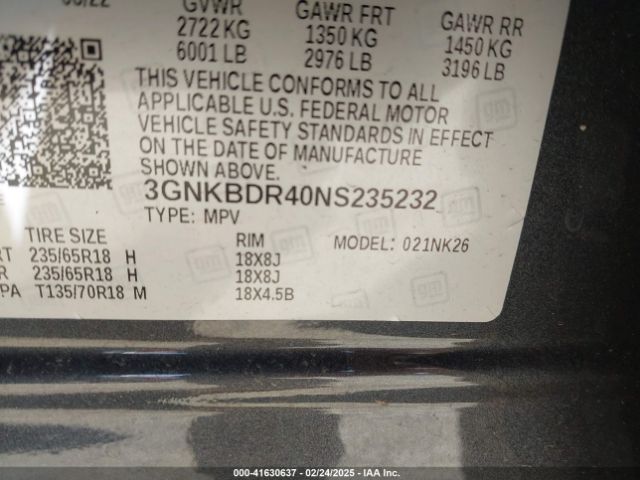 GVWR GAWR FRT GAWR RR
2722 KG 1350 KG 1450 KG
6001 LB 2976 LB 3196 LB
THIS VEHICLE CONFORMS TO ALL
APPLICABLE U.S. FEDERAL MOTOR
VEHICLE SAFETY STANDARDS IN EFFECT
ON THE DATE OF MANUFACTURE
SHOWN ABOVE.
3GNKBDR40NS235232
TYPE: MPV
TIRE SIZE RIM MODEL: 021NK26
RT 235/65R18 H 18X8J
R 235/65R18 H 18X8J
PA T135/70R18 M 18X4.5B
000-41630637 - 02/24/2025 - IAA Inc.